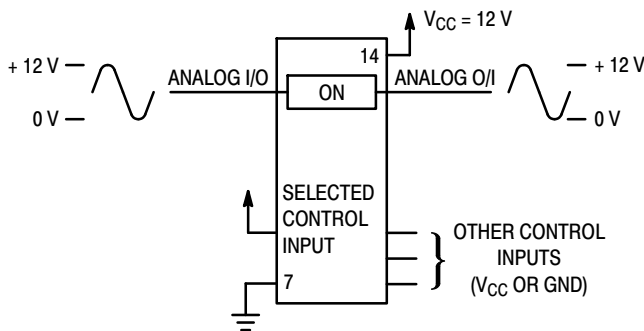 V_CC = 12 V
14
+ 12 V
ANALOG I/O
ON
ANALOG O/I
+ 12 V
0 V
0 V
SELECTED
CONTROL
INPUT
OTHER CONTROL
INPUTS
(V_CC OR GND)
7